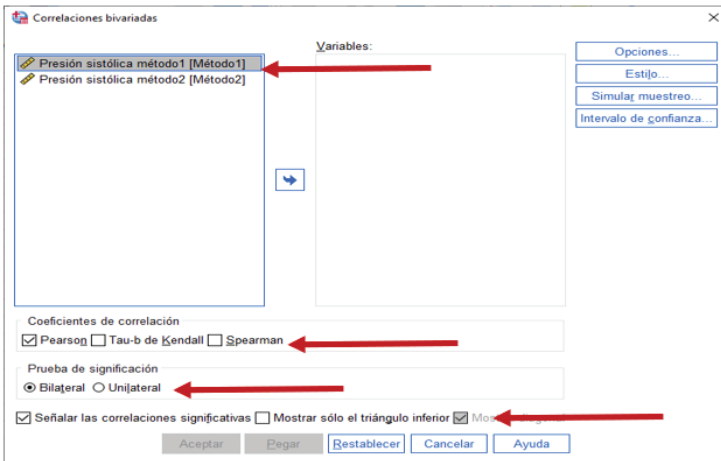 Correlaciones bivariadas
Variables:
Presión sistólica método1 [Método1]
Presión sistólica método2 [Método2]
Opciones...
Estilo...
Simular muestreo...
Intervalo de confianza...
Coeficientes de correlación
Pearson Tau-b de Kendall Spearman
Prueba de significación
Bilateral Unilateral
Señalar las correlaciones significativas Mostrar sólo el triángulo inferior
Aceptar Pegar Restablecer Cancelar Ayuda